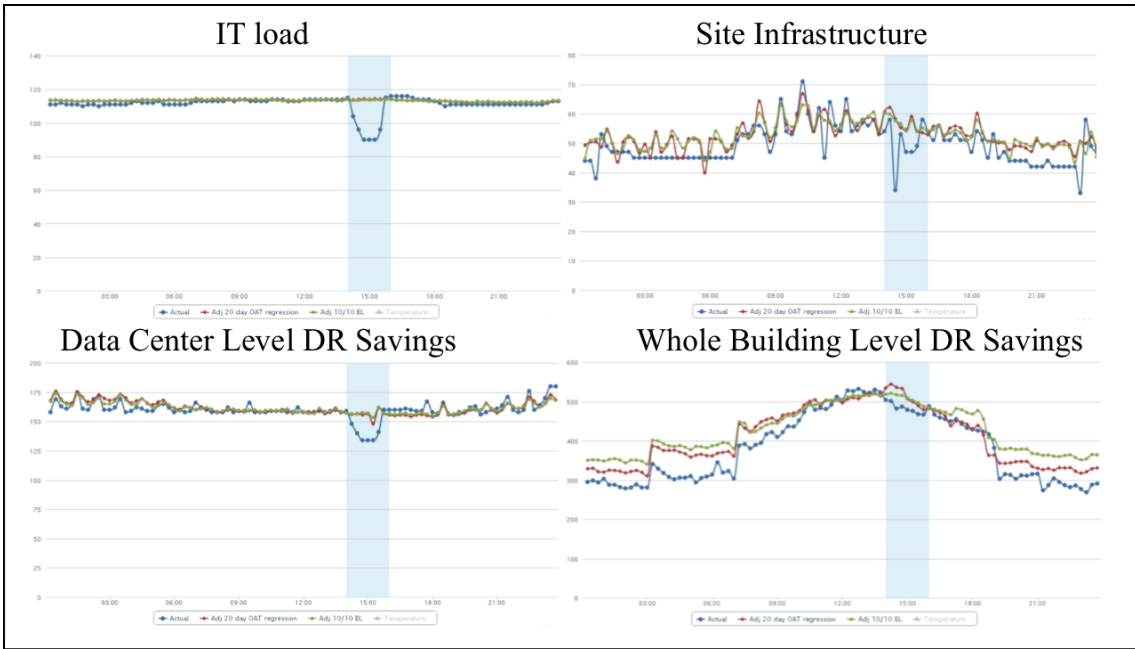 IT load
140
120
100
80
60
40
20
0
03:00 06:00 09:00 12:00 15:00 18:00 21:00
Actual Adj 20 day OAT regression Adj 10/10 BL Temperature
Site Infrastructure
80
70
60
50
40
30
20
10
0
03:00 06:00 09:00 12:00 15:00 18:00 21:00
Actual Adj 20 day OAT regression Adj 10/10 BL Temperature
Data Center Level DR Savings
200
175
150
125
100
75
50
25
0
03:00 06:00 09:00 12:00 15:00 18:00 21:00
Actual Adj 20 day OAT regression Adj 10/10 BL Temperature
Whole Building Level DR Savings
600
500
400
300
200
100
0
03:00 06:00 09:00 12:00 15:00 18:00 21:00
Actual Adj 20 day OAT regression Adj 10/10 BL Temperature